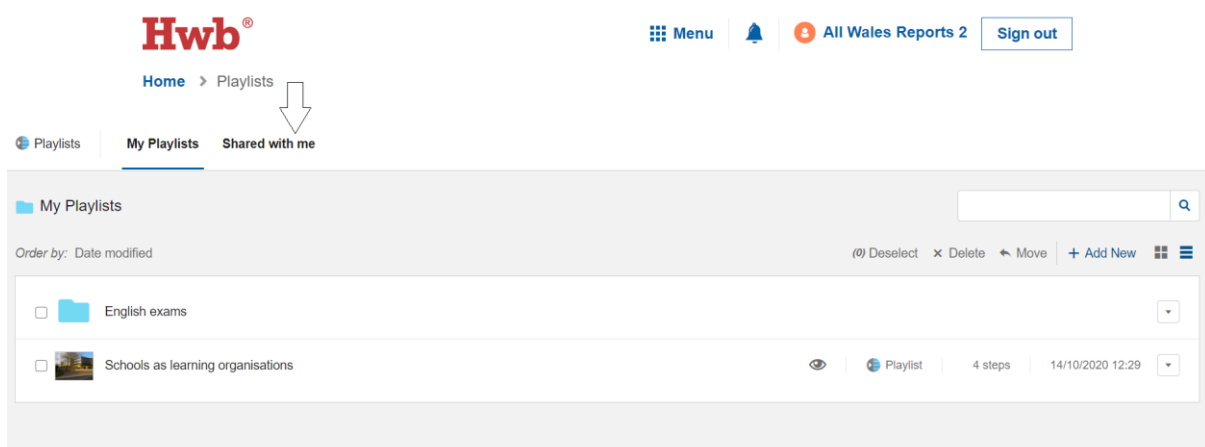 Hwb®
Menu All Wales Reports 2 Sign out
Home > Playlists
Playlists My Playlists Shared with me
My Playlists
Order by: Date modified (0) Deselect × Delete Move + Add New
English exams
Schools as learning organisations Playlist 4 steps 14/10/2020 12:29